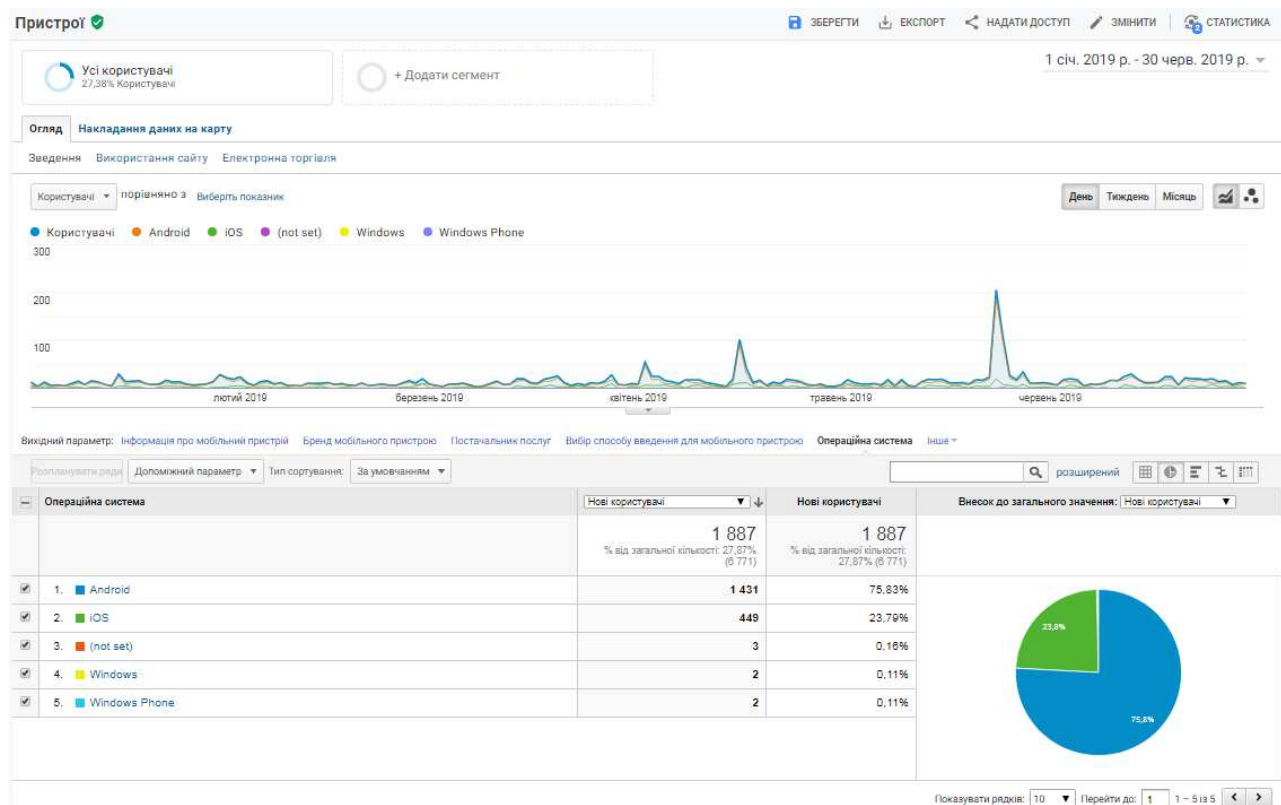 Пристрої
ЗБЕРЕГТИ ЕКСПОРТ НАДАТИ ДОСТУП ЗМІНИТИ СТАТИСТИКА
1 січ. 2019 р. - 30 черв. 2019 р.
Усі користувачі
27,38% Користувачі
+ Додати сегмент
Огляд Накладання даних на карту
Зведення Використання сайту Електронна торгівля
Користувачі порівняно з Виберіть показник
День Тиждень Місяць
Користувачі Android iOS (not set) Windows Windows Phone
300
200
100
лютий 2019 березень 2019 квітень 2019 травень 2019 червень 2019
Вихідний параметр: Інформація про мобільний пристрій Бренд мобільного пристрою Постачальник послуг Вибір способу введення для мобільного пристрою Операційна система Інше
Розпланувати ряди Допоміжний параметр Тип сортування: За умовчанням розширений
Операційна система Нові користувачі Нові користувачі Внесок до загального значення: Нові користувачі
1 887 1 887
% від загальної кількості: 27,87% % від загальної кількості:
(6 771) 27,87% (6 771)
1. Android 1 431 75,83%
2. iOS 449 23,79%
3. (not set) 3 0,16%
4. Windows 2 0,11%
5. Windows Phone 2 0,11%
23,8%
75,8%
Показувати рядків: 10 Перейти до: 1 1 – 5 із 5